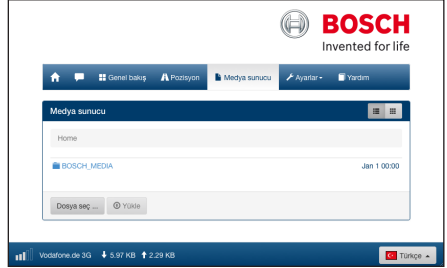 BOSCH
Invented for life
Genel bakış
Pozisyon
Medya sunucu
Ayarlar
Yardım
Medya sunucu
Home
BOSCH_MEDIA
Jan 1 00:00
Dosya seç ...
Yükle
Vodafone.de 3G 5.97 KB 2.29 KB
Türkçe